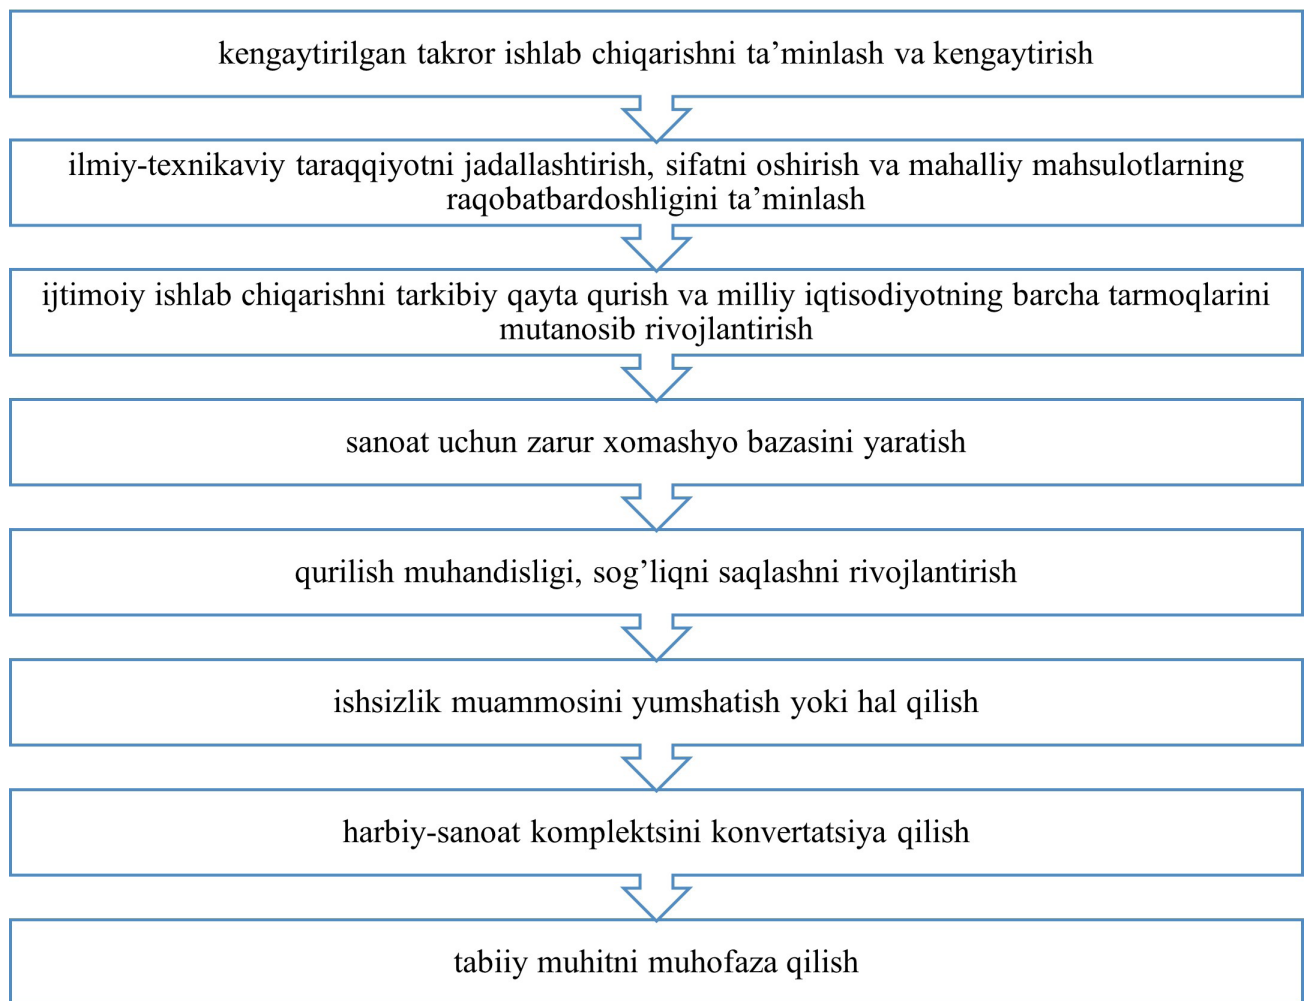 kengaytirilgan takror ishlab chiqarishni ta’minlash va kengaytirish
ilmiy-texnikaviy taraqqiyotni jadallashtirish, sifatni oshirish va mahalliy mahsulotlarning
raqobatbardoshligini ta’minlash
ijtimoiy ishlab chiqarishni tarkibiy qayta qurish va milliy iqtisodiyotning barcha tarmoqlarini
mutanosib rivojlantirish
sanoat uchun zarur xomashyo bazasini yaratish
qurilish muhandisligi, sog’liqni saqlashni rivojlantirish
ishsizlik muammosini yumshatish yoki hal qilish
harbiy-sanoat komplektsini konvertatsiya qilish
tabiiy muhitni muhofaza qilish